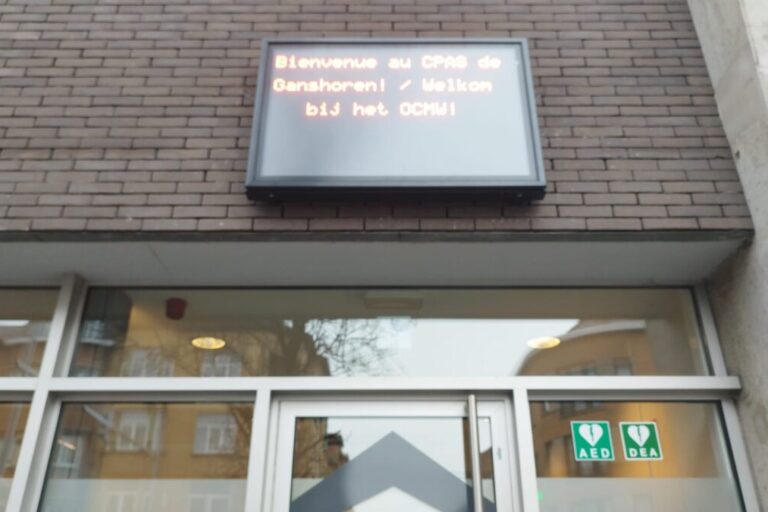 Bienvenue au CPAS de
Ganshoren! / Welkom
bij het OCMW!
AED
DEA